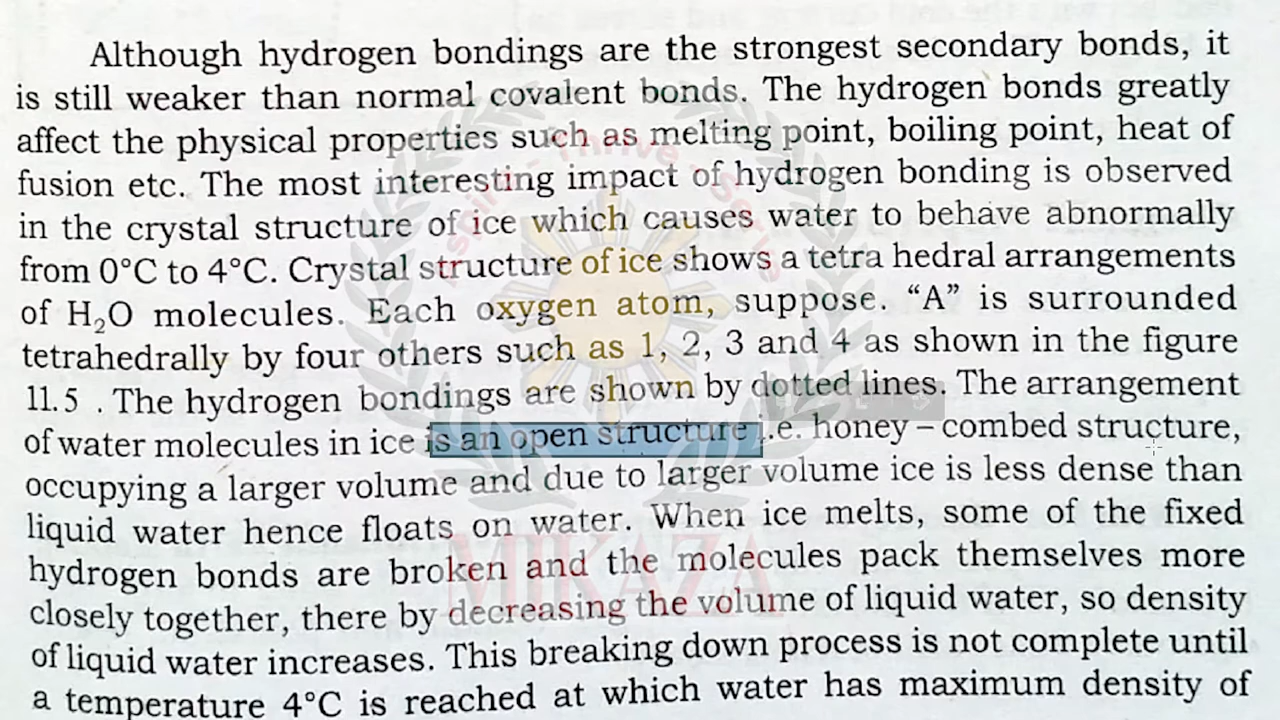 Although hydrogen bondings are the strongest secondary bonds, it
is still weaker than normal covalent bonds. The hydrogen bonds greatly
affect the physical properties such as melting point, boiling point, heat of
fusion etc. The most interesting impact of hydrogen bonding is observed
in the crystal structure of ice which causes water to behave abnormally
from 0°C to 4°C. Crystal structure of ice shows a tetra hedral arrangements
of H₂O molecules. Each oxygen atom, suppose. “A” is surrounded
tetrahedrally by four others such as 1, 2, 3 and 4 as shown in the figure
11.5 . The hydrogen bondings are shown by dotted lines. The arrangement
of water molecules in ice is an open structure i.e. honey – combed structure,
occupying a larger volume and due to larger volume ice is less dense than
liquid water hence floats on water. When ice melts, some of the fixed
hydrogen bonds are broken and the molecules pack themselves more
closely together, there by decreasing the volume of liquid water, so density
of liquid water increases. This breaking down process is not complete until
a temperature 4°C is reached at which water has maximum density of
Aspire - Thrive - Serve
MIKAZA